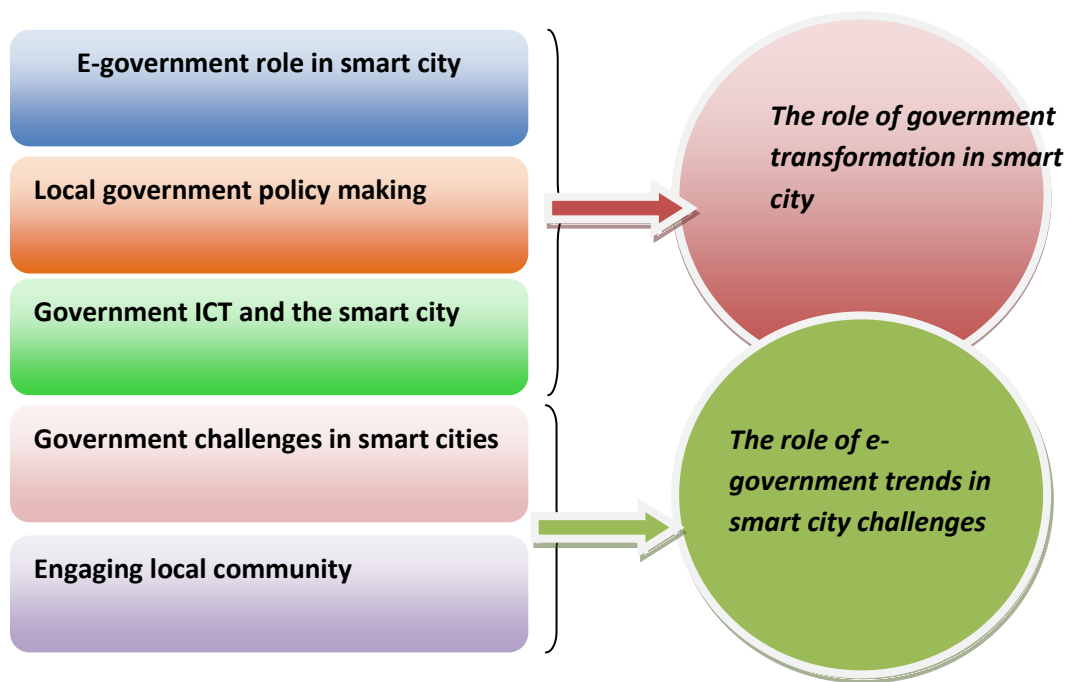 E-government role in smart city
Local government policy making
Government ICT and the smart city
Government challenges in smart cities
Engaging local community
The role of government
transformation in smart
city
The role of e-
government trends in
smart city challenges